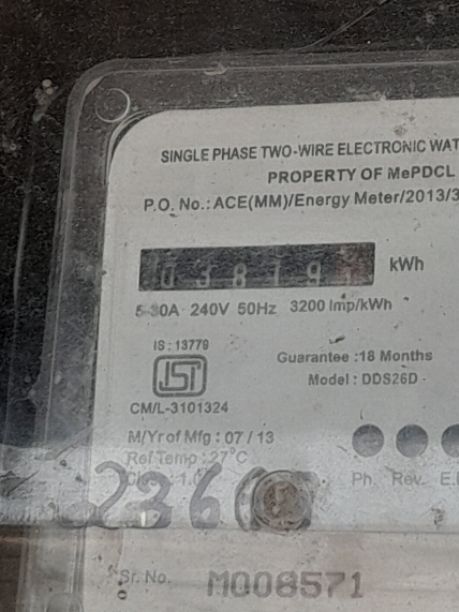 SINGLE PHASE TWO-WIRE ELECTRONIC WAT
PROPERTY OF MePDCL
P.O. No.: ACE(MM)/Energy Meter/2013/3
03819 kWh
5-30A 240V 50Hz 3200 Imp/kWh
IS : 13779
Guarantee :18 Months
ISI
Model : DDS26D
CM/L-3101324
M/Yr of Mfg : 07 / 13
Ref Temp : 27°C
Ph. Rev. E.
236
Sr. No. M008571